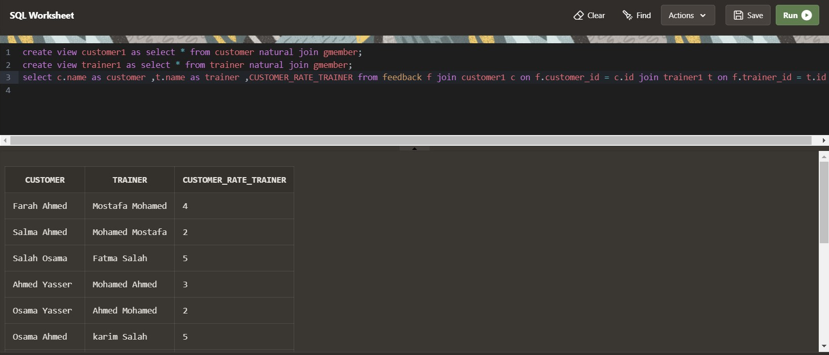 SQL Worksheet
Clear Find Actions Save Run
1 create view customer1 as select * from customer natural join gmember;
2 create view trainer1 as select * from trainer natural join gmember;
3 select c.name as customer ,t.name as trainer ,CUSTOMER_RATE_TRAINER from feedback f join customer1 c on f.customer_id = c.id join trainer1 t on f.trainer_id = t.id
4
CUSTOMER TRAINER CUSTOMER_RATE_TRAINER
Farah Ahmed Mostafa Mohamed 4
Salma Ahmed Mohamed Mostafa 2
Salah Osama Fatma Salah 5
Ahmed Yasser Mohamed Ahmed 3
Osama Yasser Ahmed Mohamed 2
Osama Ahmed karim Salah 5